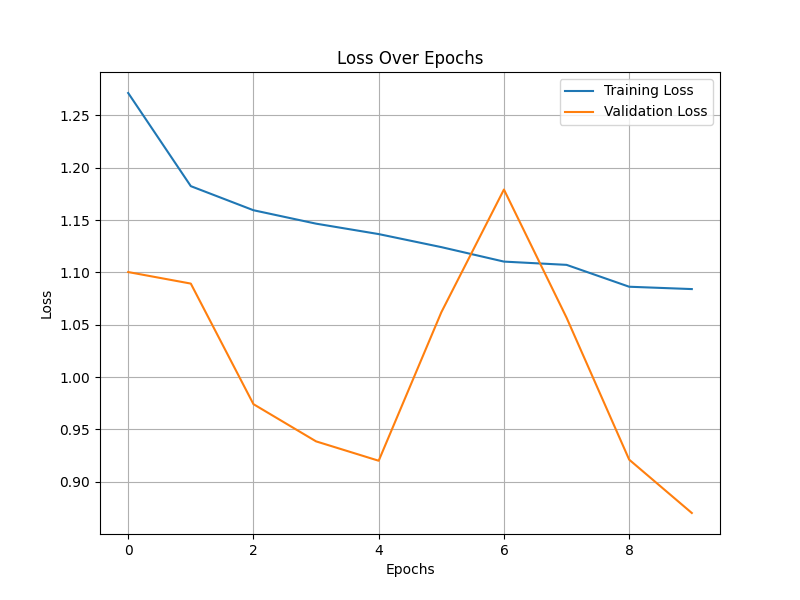 Loss Over Epochs
Training Loss
Validation Loss
1.25
1.20
1.15
1.10
1.05
1.00
0.95
0.90
Loss
0 2 4 6 8
Epochs